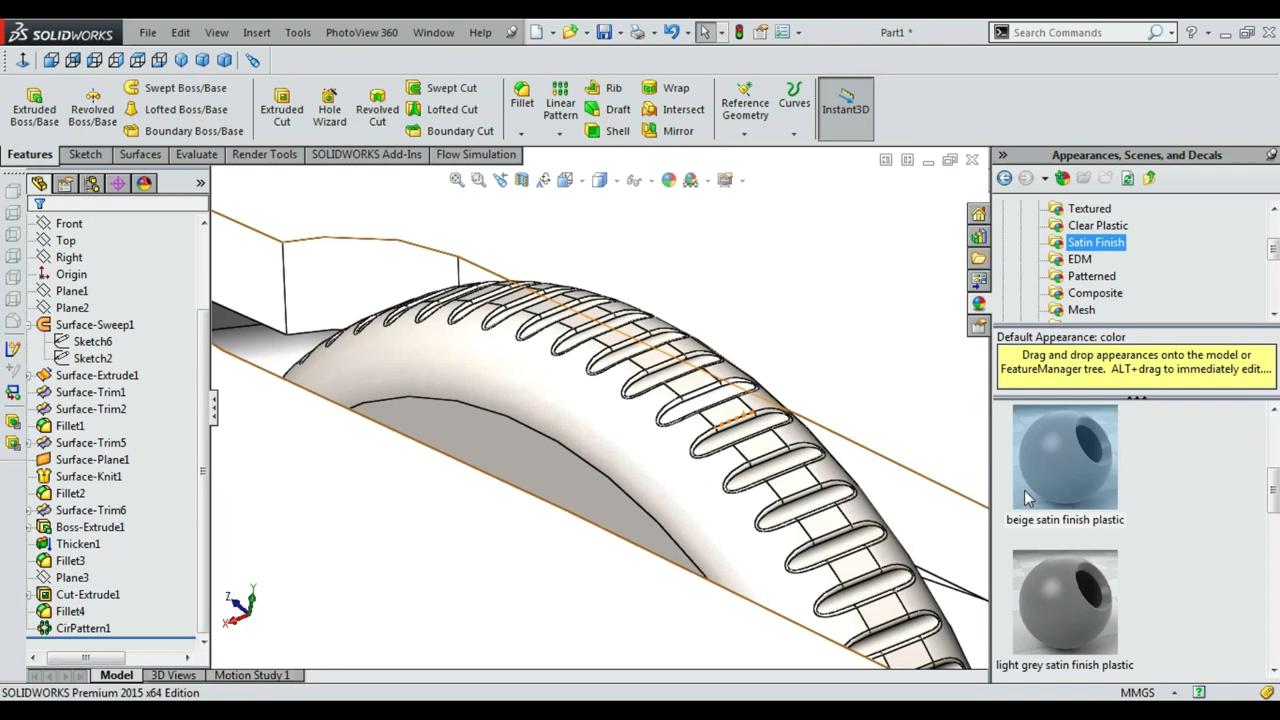 SOLIDWORKS File Edit View Insert Tools PhotoView 360 Window Help Part1 * Search Commands
Extruded Boss/Base
Revolved Boss/Base
Swept Boss/Base
Lofted Boss/Base
Boundary Boss/Base
Extruded Cut
Hole Wizard
Revolved Cut
Swept Cut
Lofted Cut
Boundary Cut
Fillet
Linear Pattern
Rib
Draft
Shell
Wrap
Intersect
Mirror
Reference Geometry
Curves
Instant3D
Features Sketch Surfaces Evaluate Render Tools SOLIDWORKS Add-Ins Flow Simulation
Front
Top
Right
Origin
Plane1
Plane2
Surface-Sweep1
Sketch6
Sketch2
Surface-Extrude1
Surface-Trim1
Surface-Trim2
Fillet1
Surface-Trim5
Surface-Plane1
Surface-Knit1
Fillet2
Surface-Trim6
Boss-Extrude1
Thicken1
Fillet3
Plane3
Cut-Extrude1
Fillet4
CirPattern1
Y
Z
X
Appearances, Scenes, and Decals
Textured
Clear Plastic
Satin Finish
EDM
Patterned
Composite
Mesh
Default Appearance: color
Drag and drop appearances onto the model or
FeatureManager tree. ALT+drag to immediately edit....
beige satin finish plastic
light grey satin finish plastic
Model 3D Views Motion Study 1
SOLIDWORKS Premium 2015 x64 Edition MMGS